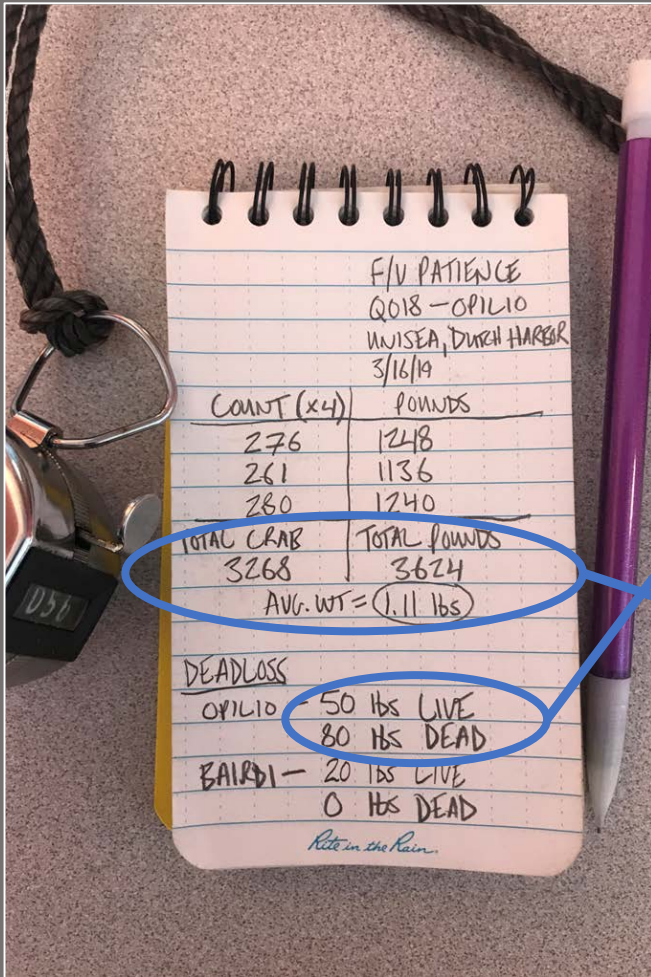 F/V PATIENCE
QO18 - OPILIO
UNISEA, DUTCH HARBOR
3/16/19
COUNT (x4) POUNDS
276 1248
261 1136
280 1240
TOTAL CRAB TOTAL POUNDS
3268 3624
AVG. WT = 1.11 lbs
DEADLOSS
OPILIO - 50 lbs LIVE
80 lbs DEAD
BAIRDI - 20 lbs LIVE
0 lbs DEAD
Rite in the Rain
056